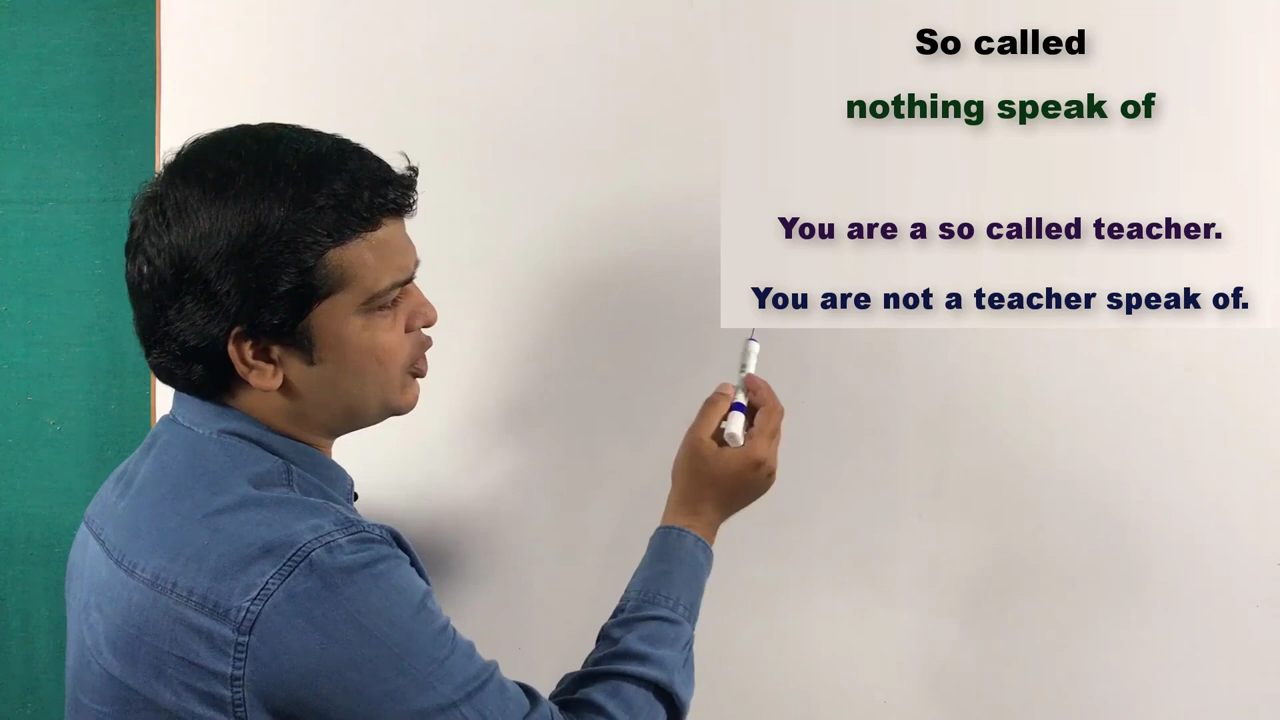 So called
nothing speak of
You are a so called teacher.
You are not a teacher speak of.